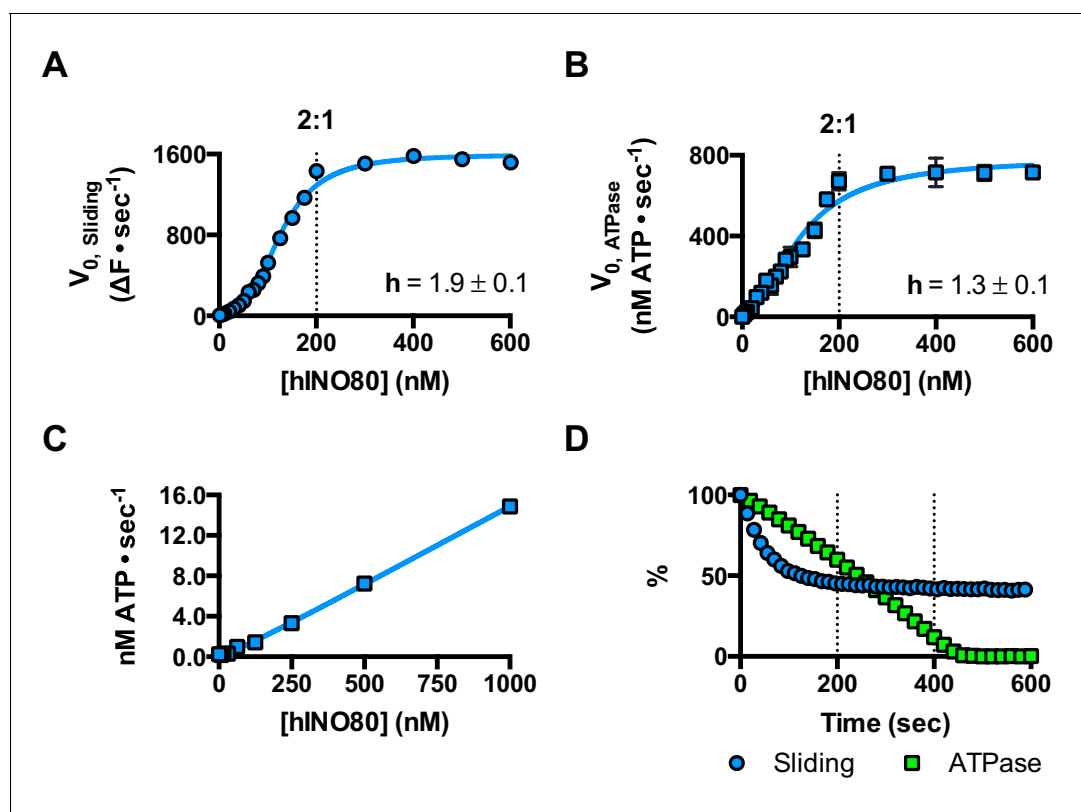 A
2:1
V0, Sliding
(ΔF • sec-1)
1600
800
0
0 200 400 600
[hINO80] (nM)
h = 1.9 ± 0.1
B
2:1
V0, ATPase
(nM ATP • sec-1)
800
400
0
0 200 400 600
[hINO80] (nM)
h = 1.3 ± 0.1
C
nM ATP • sec-1
16.0
12.0
8.0
4.0
0.0
0 250 500 750 1000
[hINO80] (nM)
D
%
100
50
0
0 200 400 600
Time (sec)
Sliding ATPase